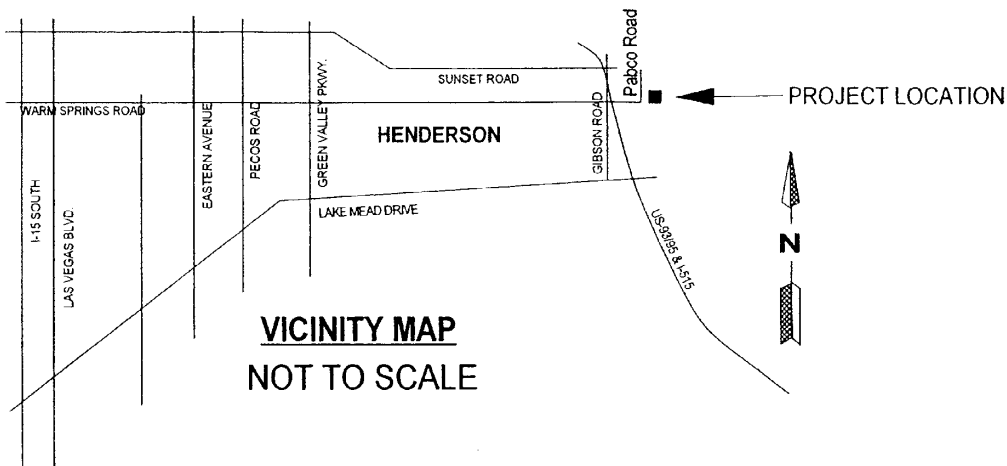 Pabco Road
SUNSET ROAD
PROJECT LOCATION
WARM SPRINGS ROAD
EASTERN AVENUE
PECOS ROAD
GREEN VALLEY PKWY.
HENDERSON
GIBSON ROAD
I-15 SOUTH
LAS VEGAS BLVD.
LAKE MEAD DRIVE
US-93/95 & I-515
N
VICINITY MAP
NOT TO SCALE